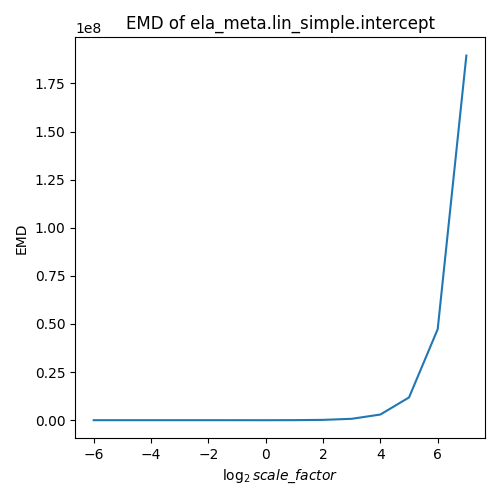 EMD of ela_meta.lin_simple.intercept
1e8
1.75
1.50
1.25
1.00
0.75
0.50
0.25
0.00
EMD
−6 −4 −2 0 2 4 6
log₂ scale_factor